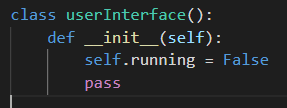 class userInterface():
    def __init__(self):
        self.running = False
        pass